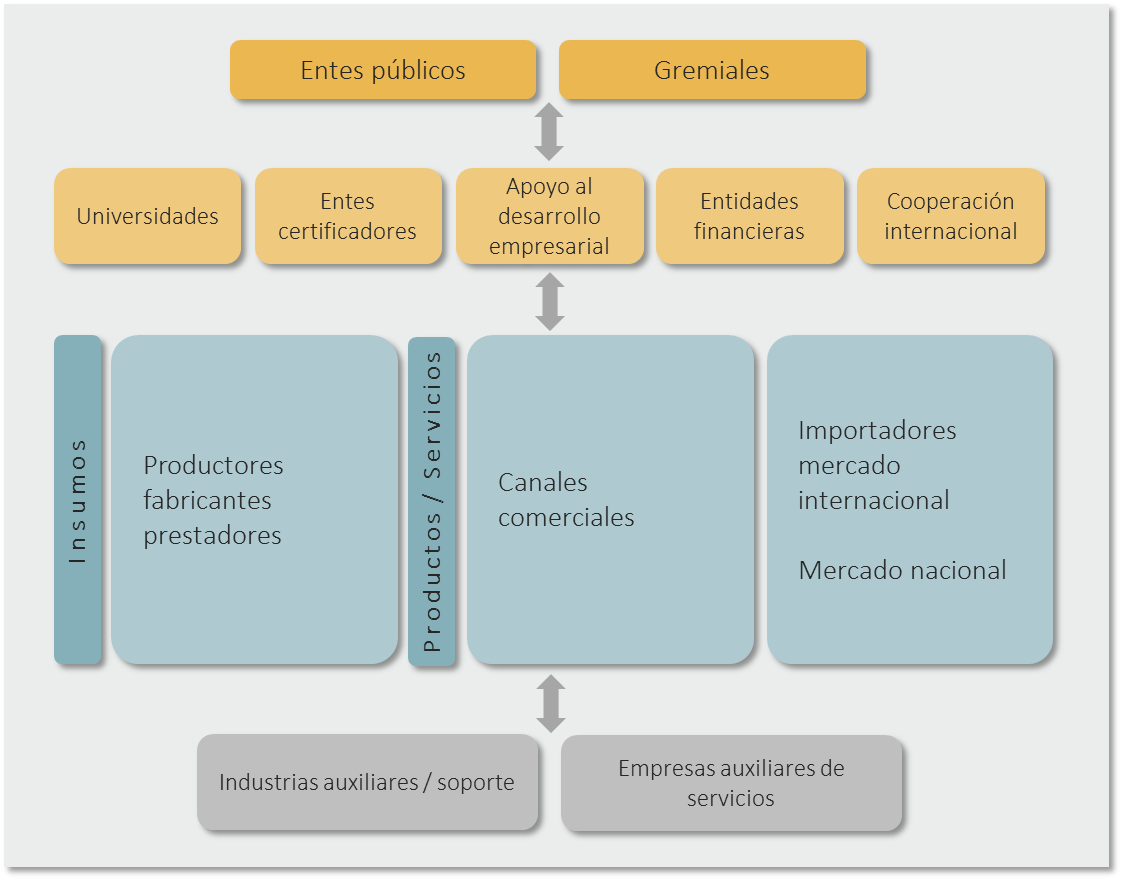 Entes públicos
Gremiales
Universidades
Entes
certificadores
Apoyo al
desarrollo
empresarial
Entidades
financieras
Cooperación
internacional
Insumos
Productores
fabricantes
prestadores
Productos / Servicios
Canales
comerciales
Importadores
mercado
internacional
Mercado nacional
Industrias auxiliares / soporte
Empresas auxiliares de
servicios